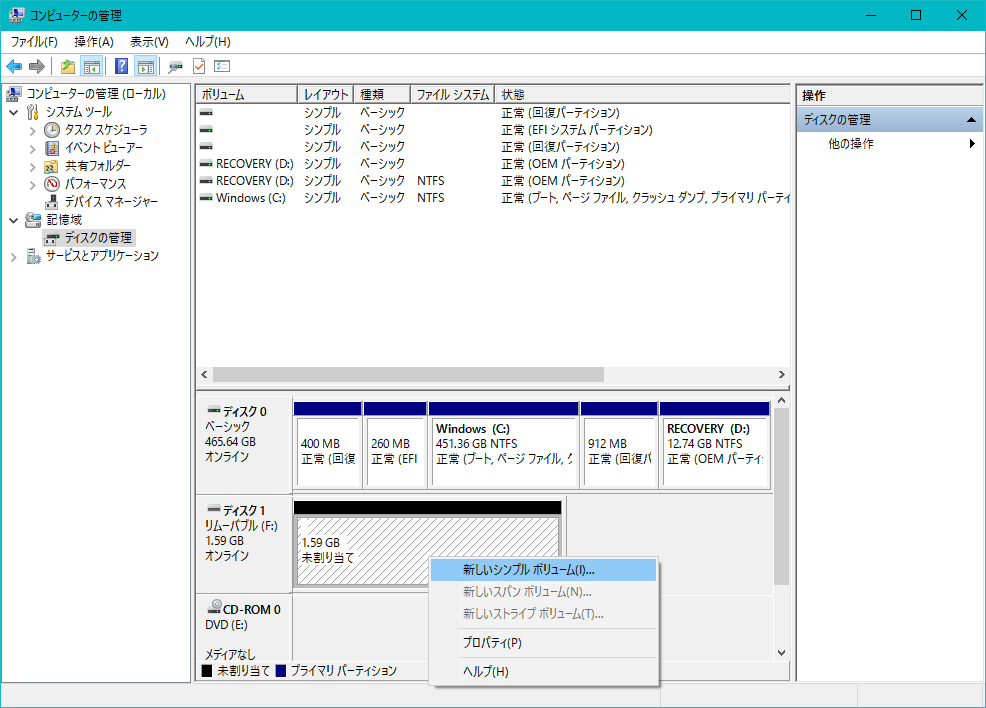 コンピューターの管理
ファイル(F) 操作(A) 表示(V) ヘルプ(H)
コンピューターの管理 (ローカル)
システム ツール
タスク スケジューラ
イベント ビューアー
共有フォルダー
パフォーマンス
デバイス マネージャー
記憶域
ディスクの管理
サービスとアプリケーション
ボリューム レイアウト 種類 ファイル システム 状態
シンプル ベーシック 正常 (回復パーティション)
シンプル ベーシック 正常 (EFI システム パーティション)
シンプル ベーシック 正常 (回復パーティション)
RECOVERY (D:) シンプル ベーシック 正常 (OEM パーティション)
RECOVERY (D:) シンプル ベーシック NTFS 正常 (OEM パーティション)
Windows (C:) シンプル ベーシック NTFS 正常 (ブート, ページ ファイル, クラッシュ ダンプ, プライマリ パーティ
ディスク 0
ベーシック
465.64 GB
オンライン
400 MB
正常 (回復
260 MB
正常 (EFI
Windows (C:)
451.36 GB NTFS
正常 (ブート, ページ ファイル, ク
912 MB
正常 (回復パ
RECOVERY (D:)
12.74 GB NTFS
正常 (OEM パーティ
ディスク 1
リムーバブル (F:)
1.59 GB
オンライン
1.59 GB
未割り当て
CD-ROM 0
DVD (E:)
メディアなし
未割り当て プライマリ パーティション
新しいシンプル ボリューム(I)...
新しいスパン ボリューム(N)...
新しいストライプ ボリューム(T)...
プロパティ(P)
ヘルプ(H)
操作
ディスクの管理
他の操作